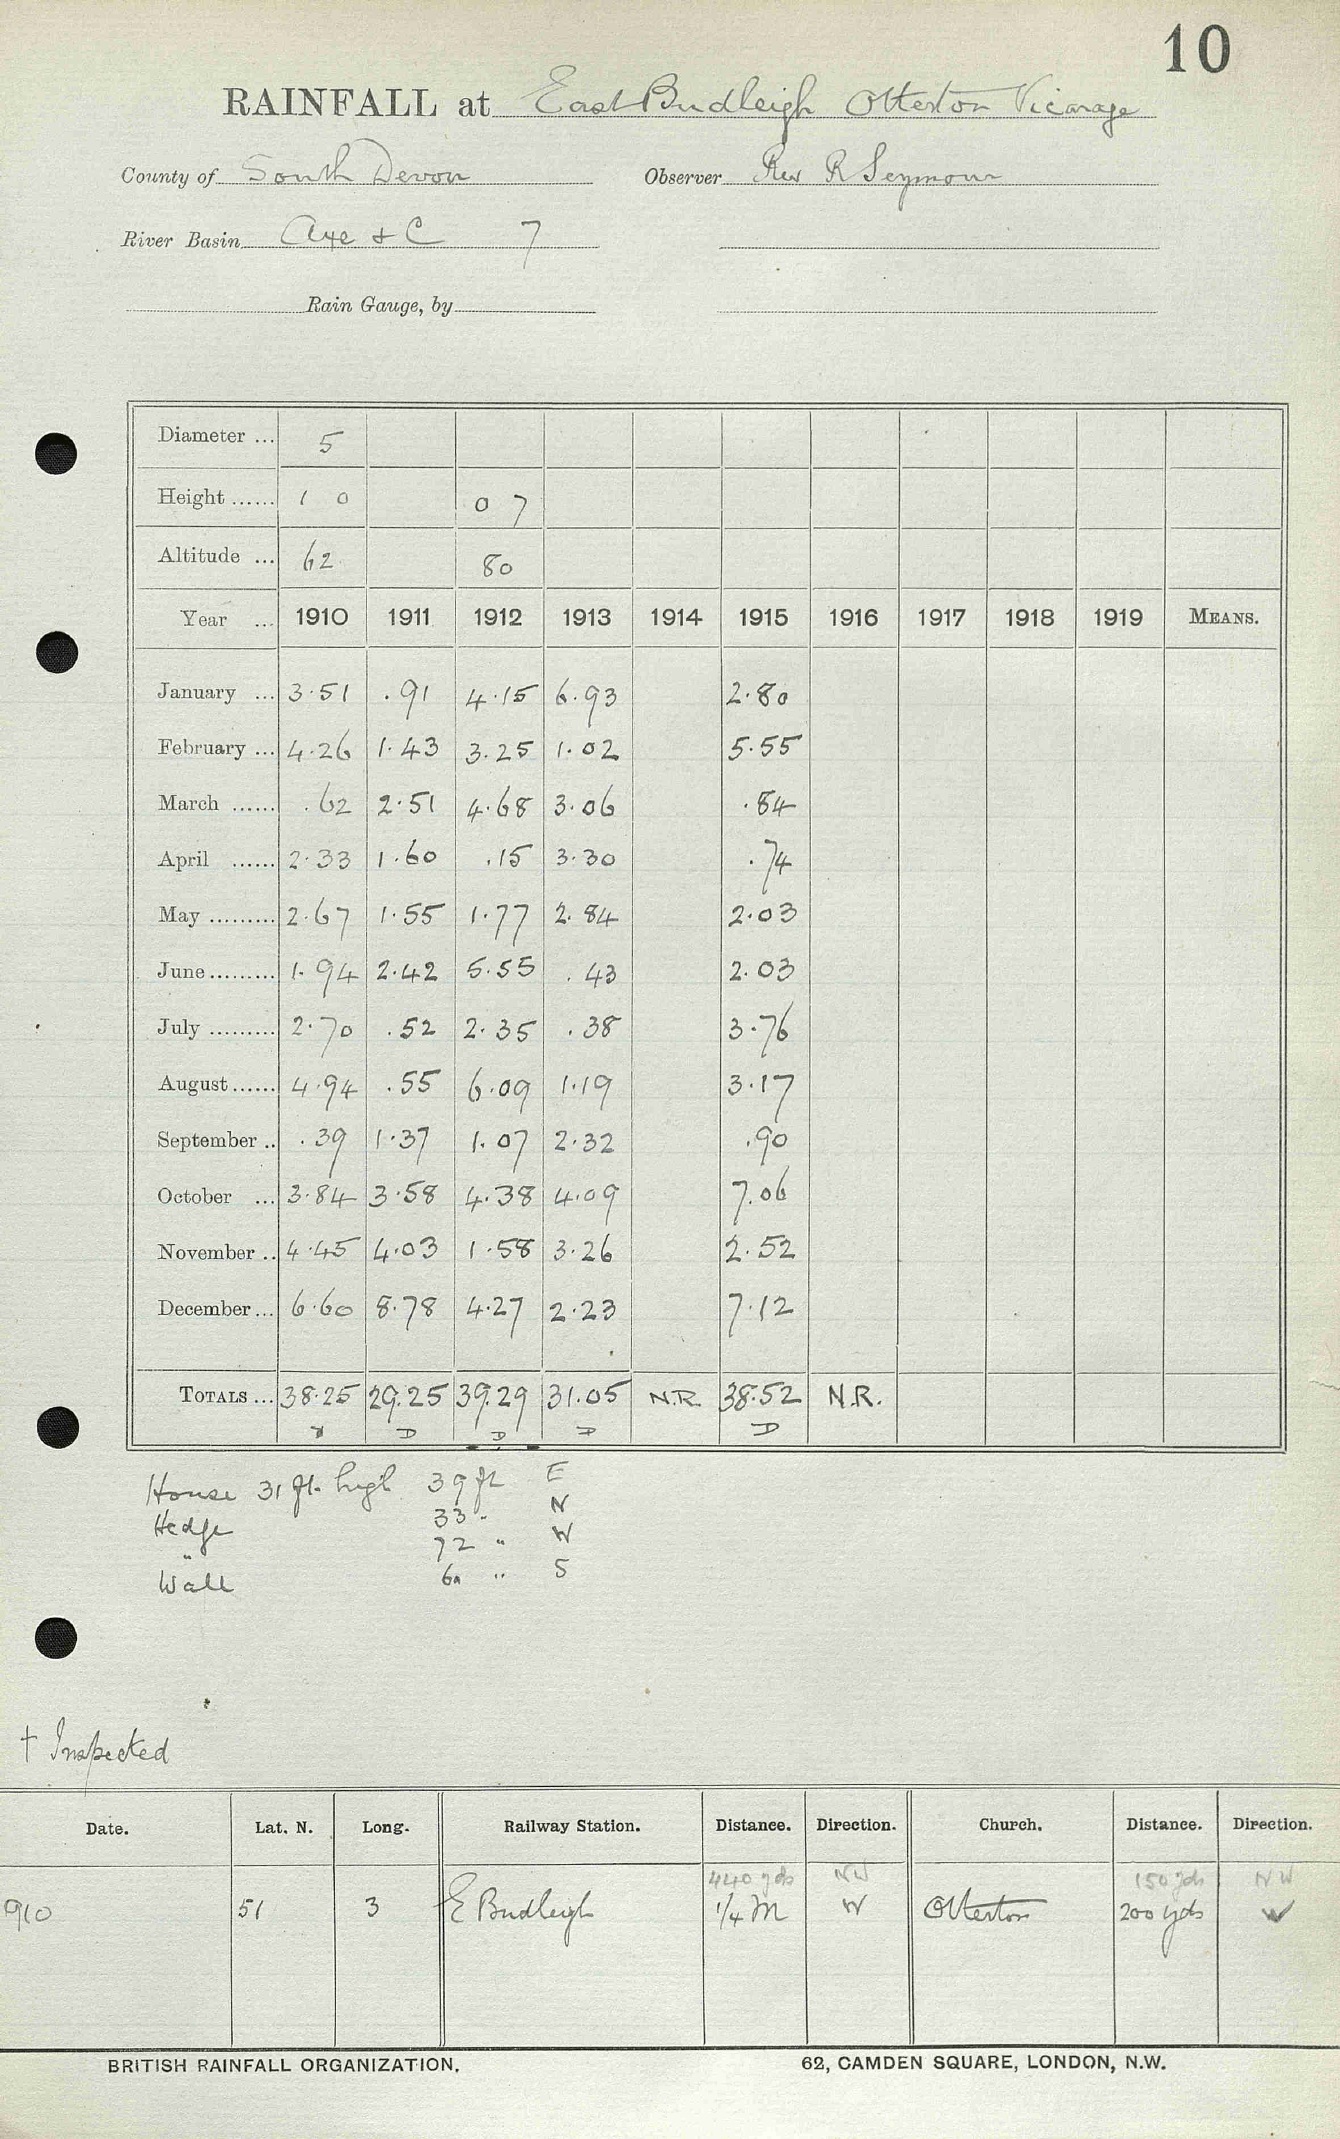 10
RAINFALL at East Budleigh Otterton Vicarage
County of South Devon Observer Rev R Seymour
River Basin Axe & C 7
Rain Gauge, by
Diameter ... 5
Height ...... 1 0 0 7
Altitude ... 62 80
Year ... 1910 1911 1912 1913 1914 1915 1916 1917 1918 1919 MEANS.
January ... 3.51 .91 4.15 6.93 2.80
February ... 4.26 1.43 3.25 1.02 5.55
March ...... .62 2.51 4.68 3.06 .84
April ...... 2.33 1.60 .15 3.30 .74
May ......... 2.67 1.55 1.77 2.84 2.03
June ......... 1.94 2.42 5.55 .43 2.03
July ......... 2.70 .52 2.35 .38 3.76
August ...... 4.94 .55 6.09 1.19 3.17
September .. .39 1.37 1.07 2.32 .90
October ... 3.84 3.58 4.38 4.09 7.06
November .. 4.45 4.03 1.58 3.26 2.52
December ... 6.60 8.78 4.27 2.23 7.12
TOTALS ... 38.25 29.25 39.29 31.05 N.R. 38.52 N.R.
D D D D
House 31 ft. high 39 ft E
Hedge 33 " N
" 72 " W
Wall " S
† Inspected
Date. Lat. N. Long. Railway Station. Distance. Direction. Church. Distance. Direction.
440 yds NW 150 yds NW
910 51 3 E Budleigh 1/4 M W Otterton 200 yds W
BRITISH RAINFALL ORGANIZATION. 62, CAMDEN SQUARE, LONDON, N.W.